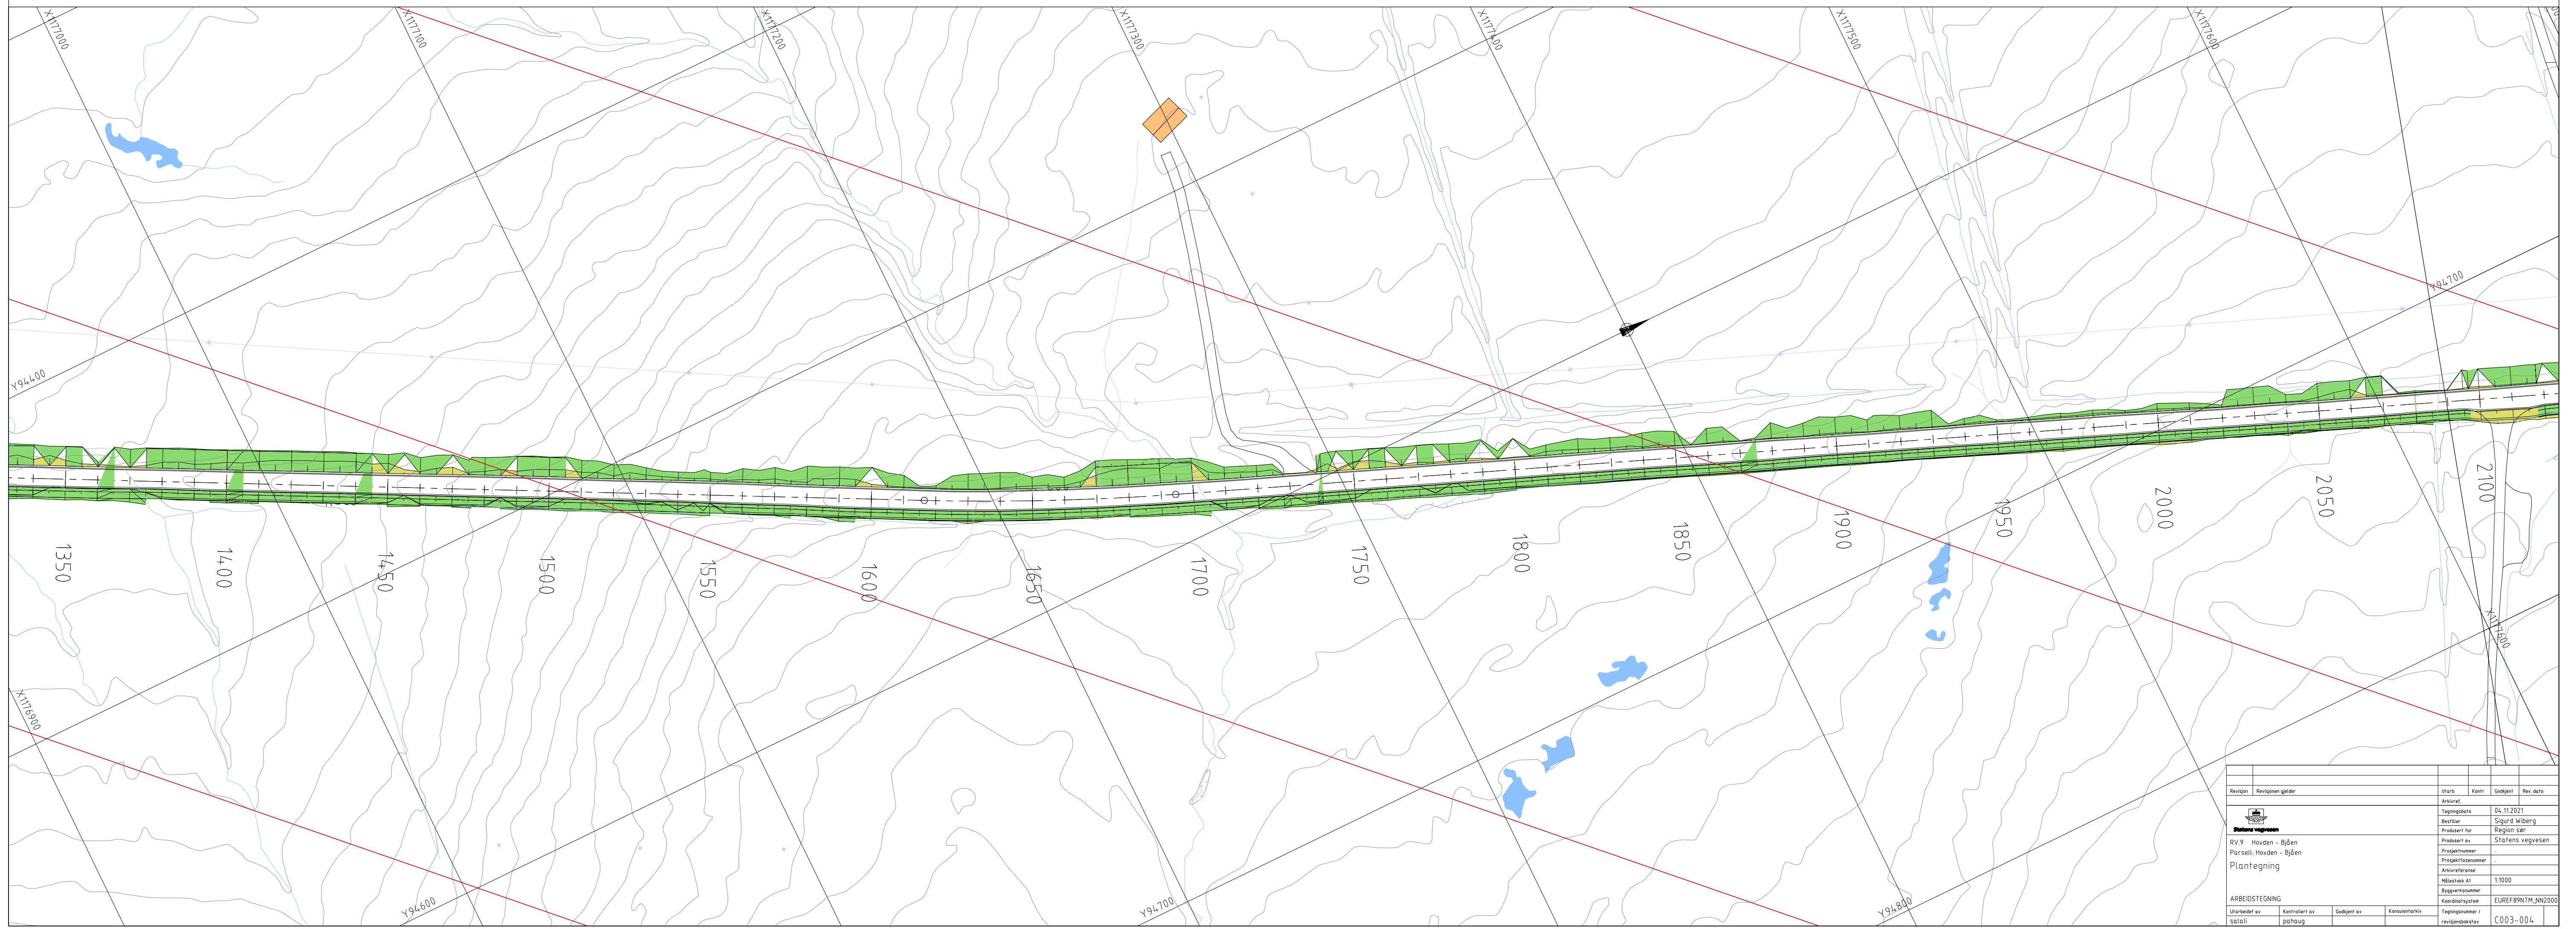 X1177000
X1177100
X1177200
X1177300
X1177400
X1177500
X1177600
Y94400
Y94700
1350
1400
1450
1500
1550
1600
1650
1700
1750
1800
1850
1900
1950
2000
2050
2100
X1176900
X1177600
Y94600
Y94700
Y94800
Revisjon Revisjonen gjelder Utarb Kontr Godkjent Rev. dato
Arkivref.
Tegningsdato 04.11.2021
Bestiller Sigurd Wiberg
Statens vegvesen
Produsert for Region sør
Produsert av Statens vegvesen
RV.9 Hovden - Bjåen
Parsell: Hovden - Bjåen
Plantegning
Prosjektnummer
Prosjektfasenummer
Arkivreferanse
Målestokk A1 1:1000
Byggverksnummer
ARBEIDSTEGNING
Koordinatsystem EUREF89NTM,NN2000
Utarbeidet av Kontrollert av Godkjent av Konsulentarkiv
Tegningsnummer / revisjonsbokstav C003-004
salali pahaug